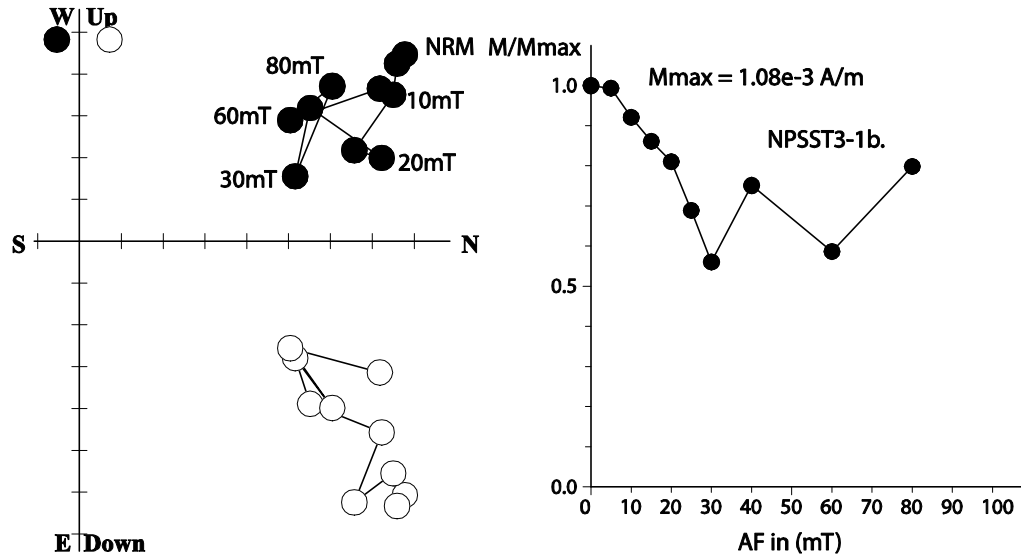 W Up
NRM M/Mmax
80mT
60mT
10mT
30mT
20mT
S
N
E Down
1.0
0.5
0.0
Mmax = 1.08e-3 A/m
NPSST3-1b.
10 20 30 40 50 60 70 80 90 100
AF in (mT)